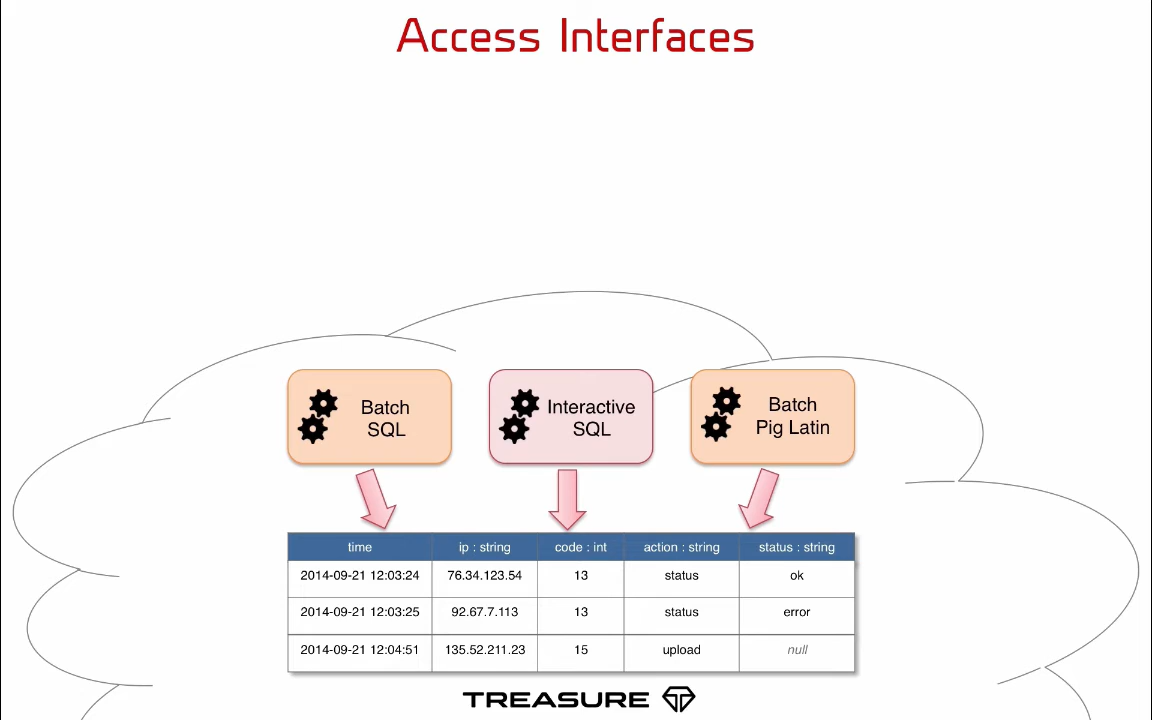 Access Interfaces
Batch
SQL
Interactive
SQL
Batch
Pig Latin
time ip : string code : int action : string status : string
2014-09-21 12:03:24 76.34.123.54 13 status ok
2014-09-21 12:03:25 92.67.7.113 13 status error
2014-09-21 12:04:51 135.52.211.23 15 upload null
TREASURE